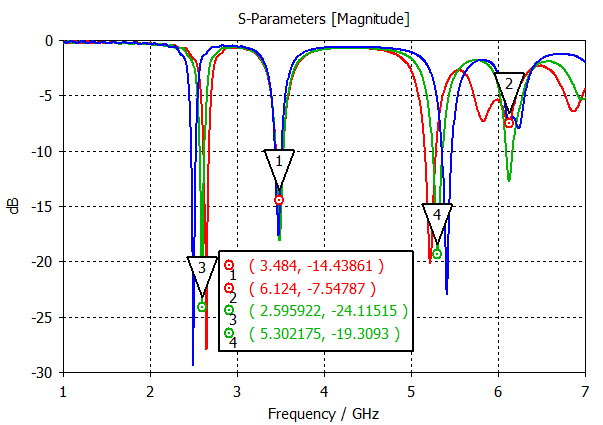 S-Parameters [Magnitude]
0
-5
-10
-15
-20
-25
-30
dB
1
2
3
4
1 ( 3.484, -14.43861 )
2 ( 6.124, -7.54787 )
3 ( 2.595922, -24.11515 )
4 ( 5.302175, -19.3093 )
1 2 3 4 5 6 7
Frequency / GHz